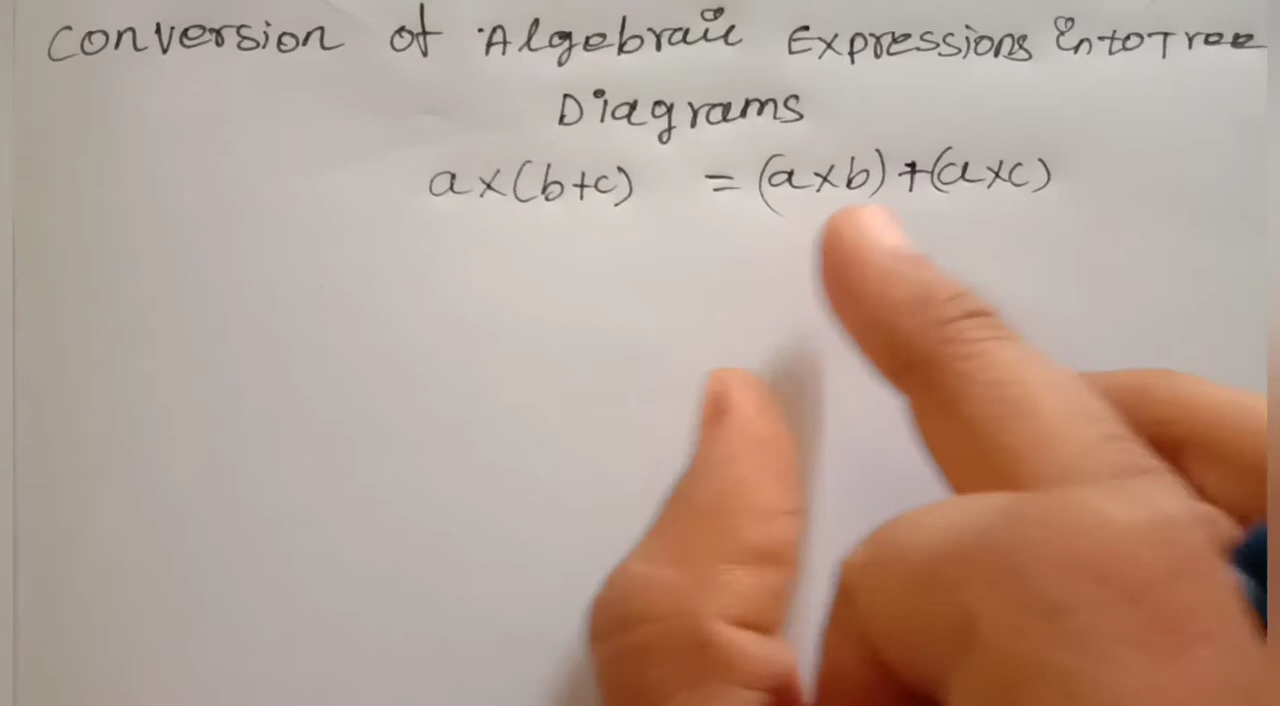 Conversion of Algebraic Expressions Into Tree
Diagrams
a×(b+c) = (a×b)+(a×c)